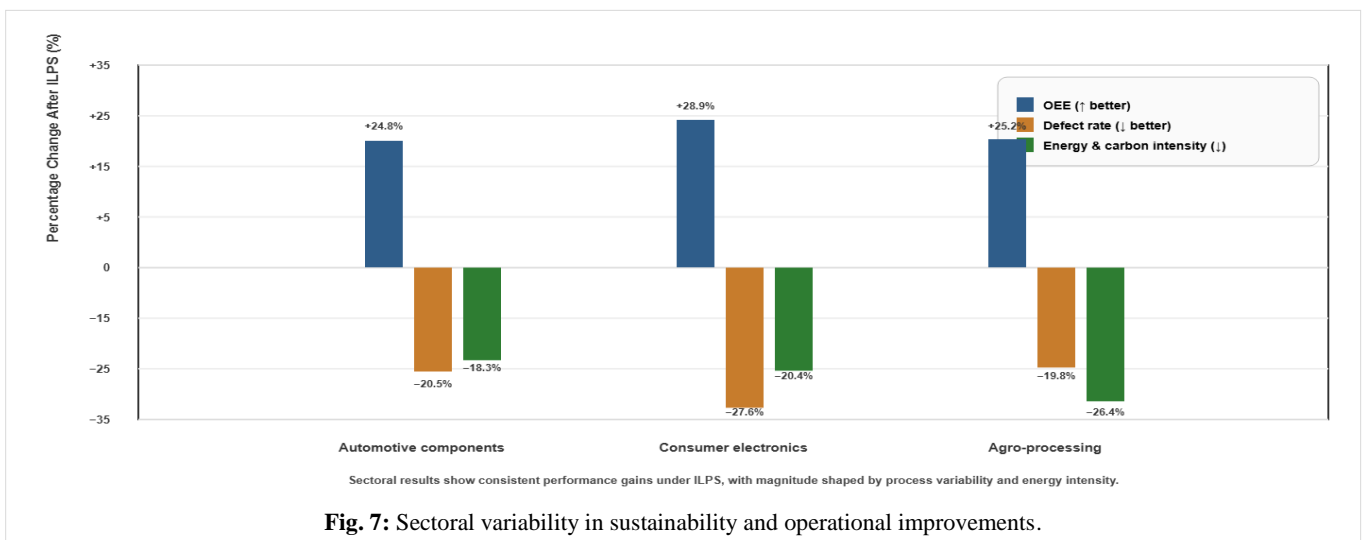 Percentage Change After ILPS (%)
+35
+25
+15
+5
0
−15
−25
−35
OEE (↑ better)
Defect rate (↓ better)
Energy & carbon intensity (↓)
+24.8%
−20.5%
−18.3%
+28.9%
−27.6%
−20.4%
+25.2%
−19.8%
−26.4%
Automotive components
Consumer electronics
Agro-processing
Sectoral results show consistent performance gains under ILPS, with magnitude shaped by process variability and energy intensity.
Fig. 7: Sectoral variability in sustainability and operational improvements.